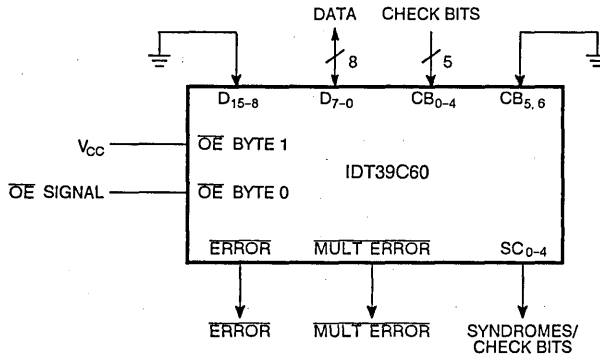 DATA CHECK BITS
8 5
D15–8 D7–0 CB0–4 CB5, 6
VCC OE BYTE 1
IDT39C60
OE SIGNAL OE BYTE 0
ERROR MULT ERROR SC0–4
ERROR MULT ERROR SYNDROMES/
CHECK BITS